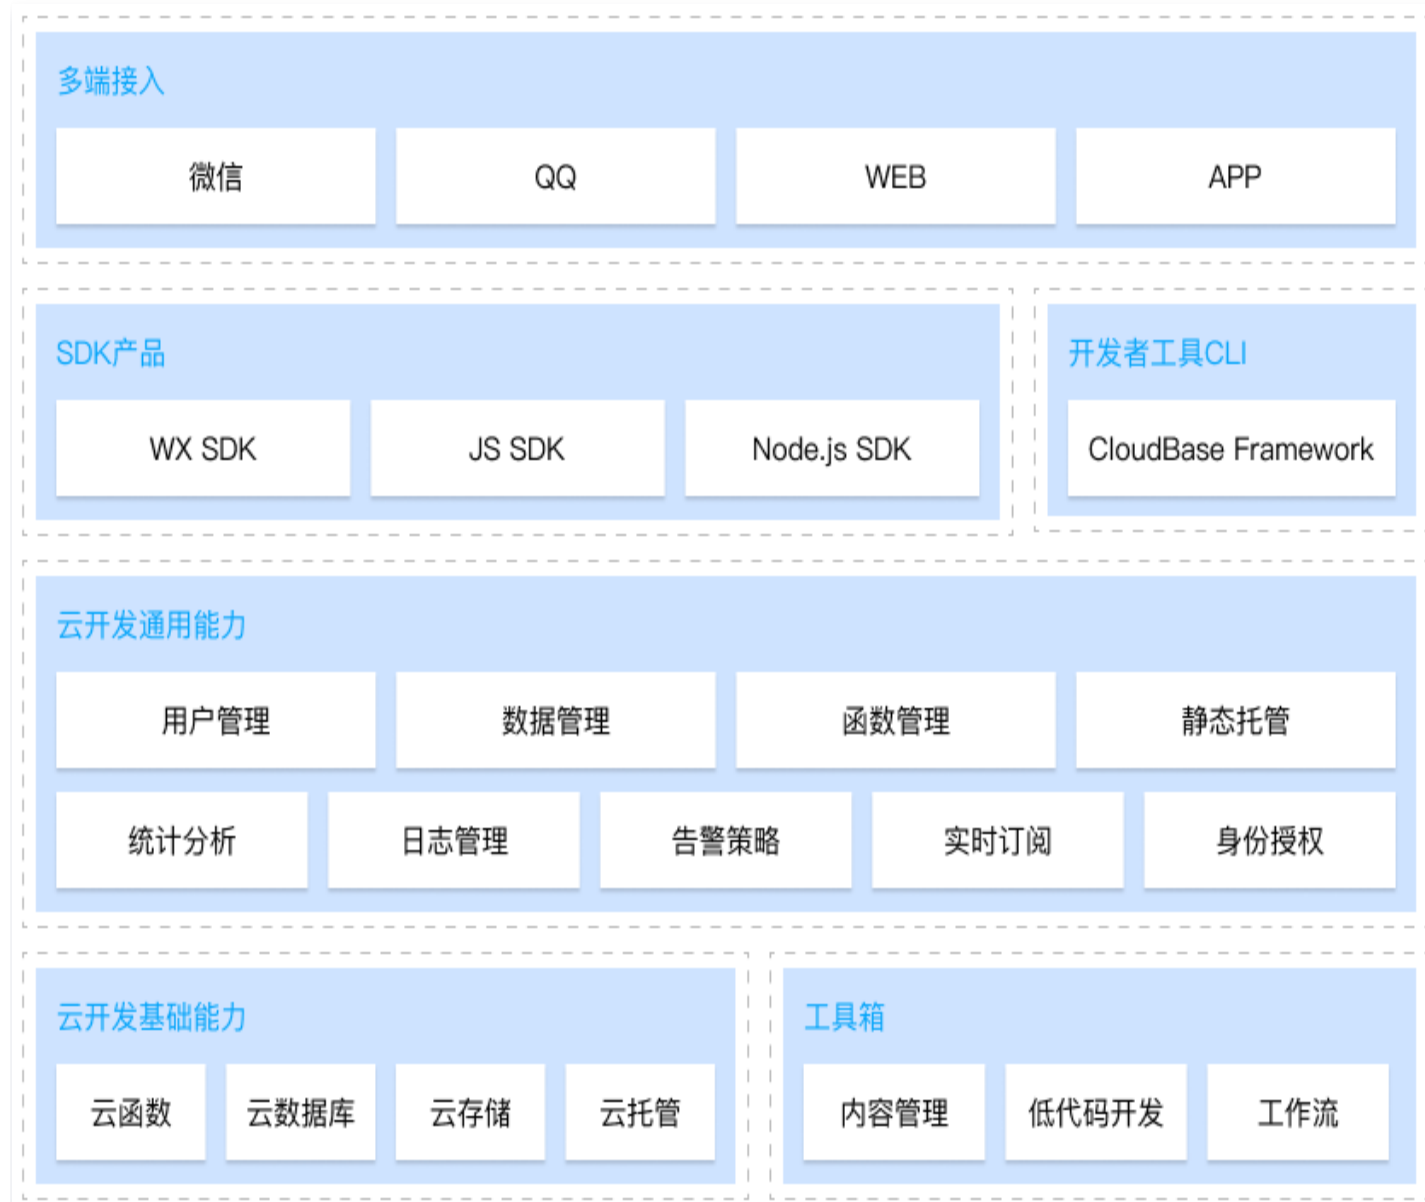 多端接入
微信 QQ WEB APP
SDK产品
WX SDK JS SDK Node.js SDK
开发者工具CLI
CloudBase Framework
云开发通用能力
用户管理 数据管理 函数管理 静态托管
统计分析 日志管理 告警策略 实时订阅 身份授权
云开发基础能力
云函数 云数据库 云存储 云托管
工具箱
内容管理 低代码开发 工作流